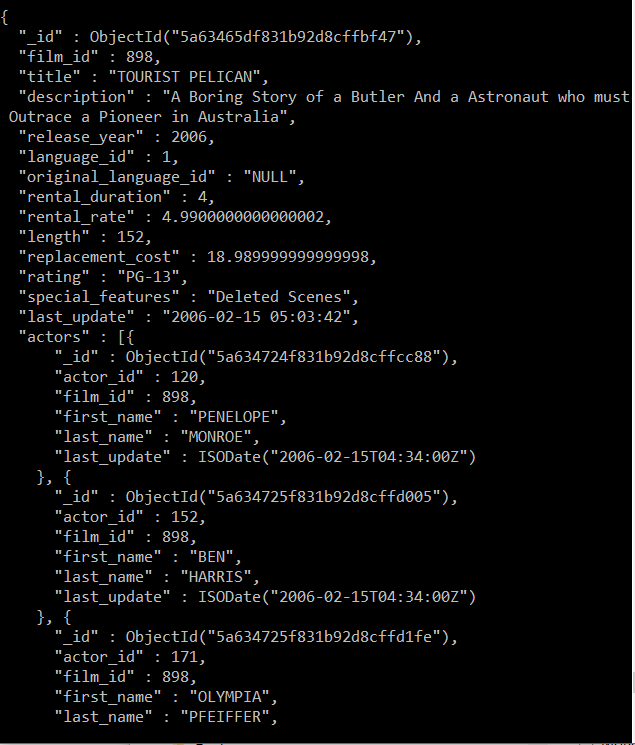 {
  "_id" : ObjectId("5a63465df831b92d8cffbf47"),
  "film_id" : 898,
  "title" : "TOURIST PELICAN",
  "description" : "A Boring Story of a Butler And a Astronaut who must
 Outrace a Pioneer in Australia",
  "release_year" : 2006,
  "language_id" : 1,
  "original_language_id" : "NULL",
  "rental_duration" : 4,
  "rental_rate" : 4.9900000000000002,
  "length" : 152,
  "replacement_cost" : 18.989999999999998,
  "rating" : "PG-13",
  "special_features" : "Deleted Scenes",
  "last_update" : "2006-02-15 05:03:42",
  "actors" : [{
      "_id" : ObjectId("5a634724f831b92d8cffcc88"),
      "actor_id" : 120,
      "film_id" : 898,
      "first_name" : "PENELOPE",
      "last_name" : "MONROE",
      "last_update" : ISODate("2006-02-15T04:34:00Z")
    }, {
      "_id" : ObjectId("5a634725f831b92d8cffd005"),
      "actor_id" : 152,
      "film_id" : 898,
      "first_name" : "BEN",
      "last_name" : "HARRIS",
      "last_update" : ISODate("2006-02-15T04:34:00Z")
    }, {
      "_id" : ObjectId("5a634725f831b92d8cffd1fe"),
      "actor_id" : 171,
      "film_id" : 898,
      "first_name" : "OLYMPIA",
      "last_name" : "PFEIFFER",